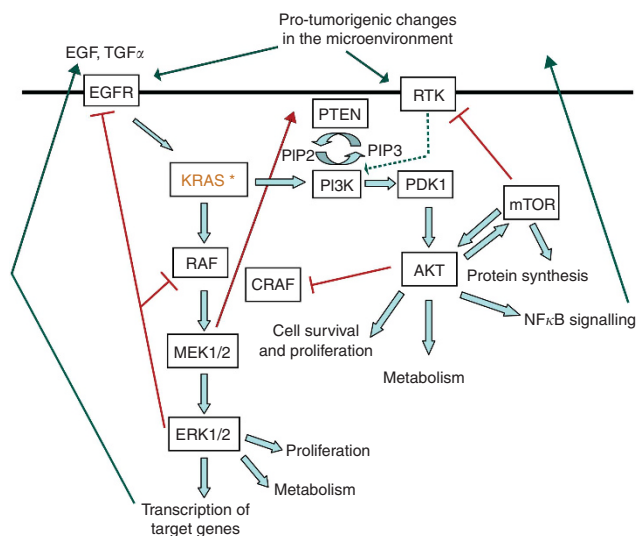 Pro-tumorigenic changes
in the microenvironment
EGF, TGFα
EGFR
RTK
PTEN
PIP2
PIP3
KRAS *
PI3K
PDK1
mTOR
RAF
CRAF
AKT
Protein synthesis
NFκB signalling
Cell survival
and proliferation
MEK1/2
Metabolism
ERK1/2
Proliferation
Metabolism
Transcription of
target genes